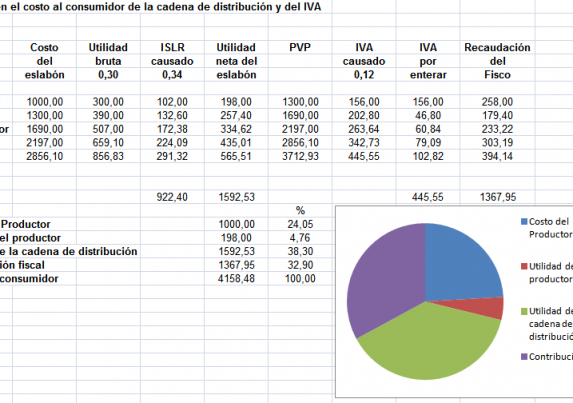 en el costo al consumidor de la cadena de distribución y del IVA
Costo Utilidad ISLR Utilidad PVP IVA IVA Recaudación
del bruta causado neta del causado por del
eslabón 0,30 0,34 eslabón 0,12 enterar Fisco
1000,00 300,00 102,00 198,00 1300,00 156,00 156,00 258,00
1300,00 390,00 132,60 257,40 1690,00 202,80 46,80 179,40
or 1690,00 507,00 172,38 334,62 2197,00 263,64 60,84 233,22
2197,00 659,10 224,09 435,01 2856,10 342,73 79,09 303,19
2856,10 856,83 291,32 565,51 3712,93 445,55 102,82 394,14
922,40 1592,53 445,55 1367,95
%
Productor 1000,00 24,05
el productor 198,00 4,76
e la cadena de distribución 1592,53 38,30
ión fiscal 1367,95 32,90
consumidor 4158,48 100,00
Costo del
Productor
Utilidad de
productor
Utilidad de
cadena de
distribució
Contribuci